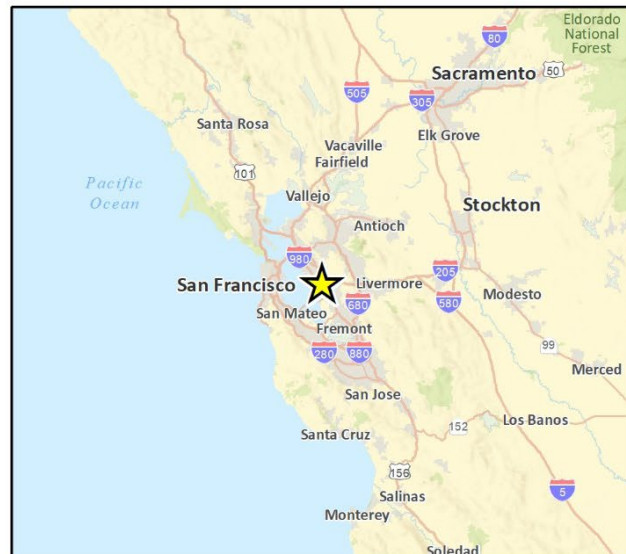 Eldorado
National
Forest
80
Sacramento
50
505
305
Santa Rosa
Elk Grove
Vacaville
Fairfield
101
Pacific
Ocean
Vallejo
Stockton
Antioch
980
205
San Francisco
Livermore
680
580
Modesto
San Mateo
Fremont
99
280
880
Merced
San Jose
Los Banos
152
Santa Cruz
156
5
Salinas
Monterey
Soledad